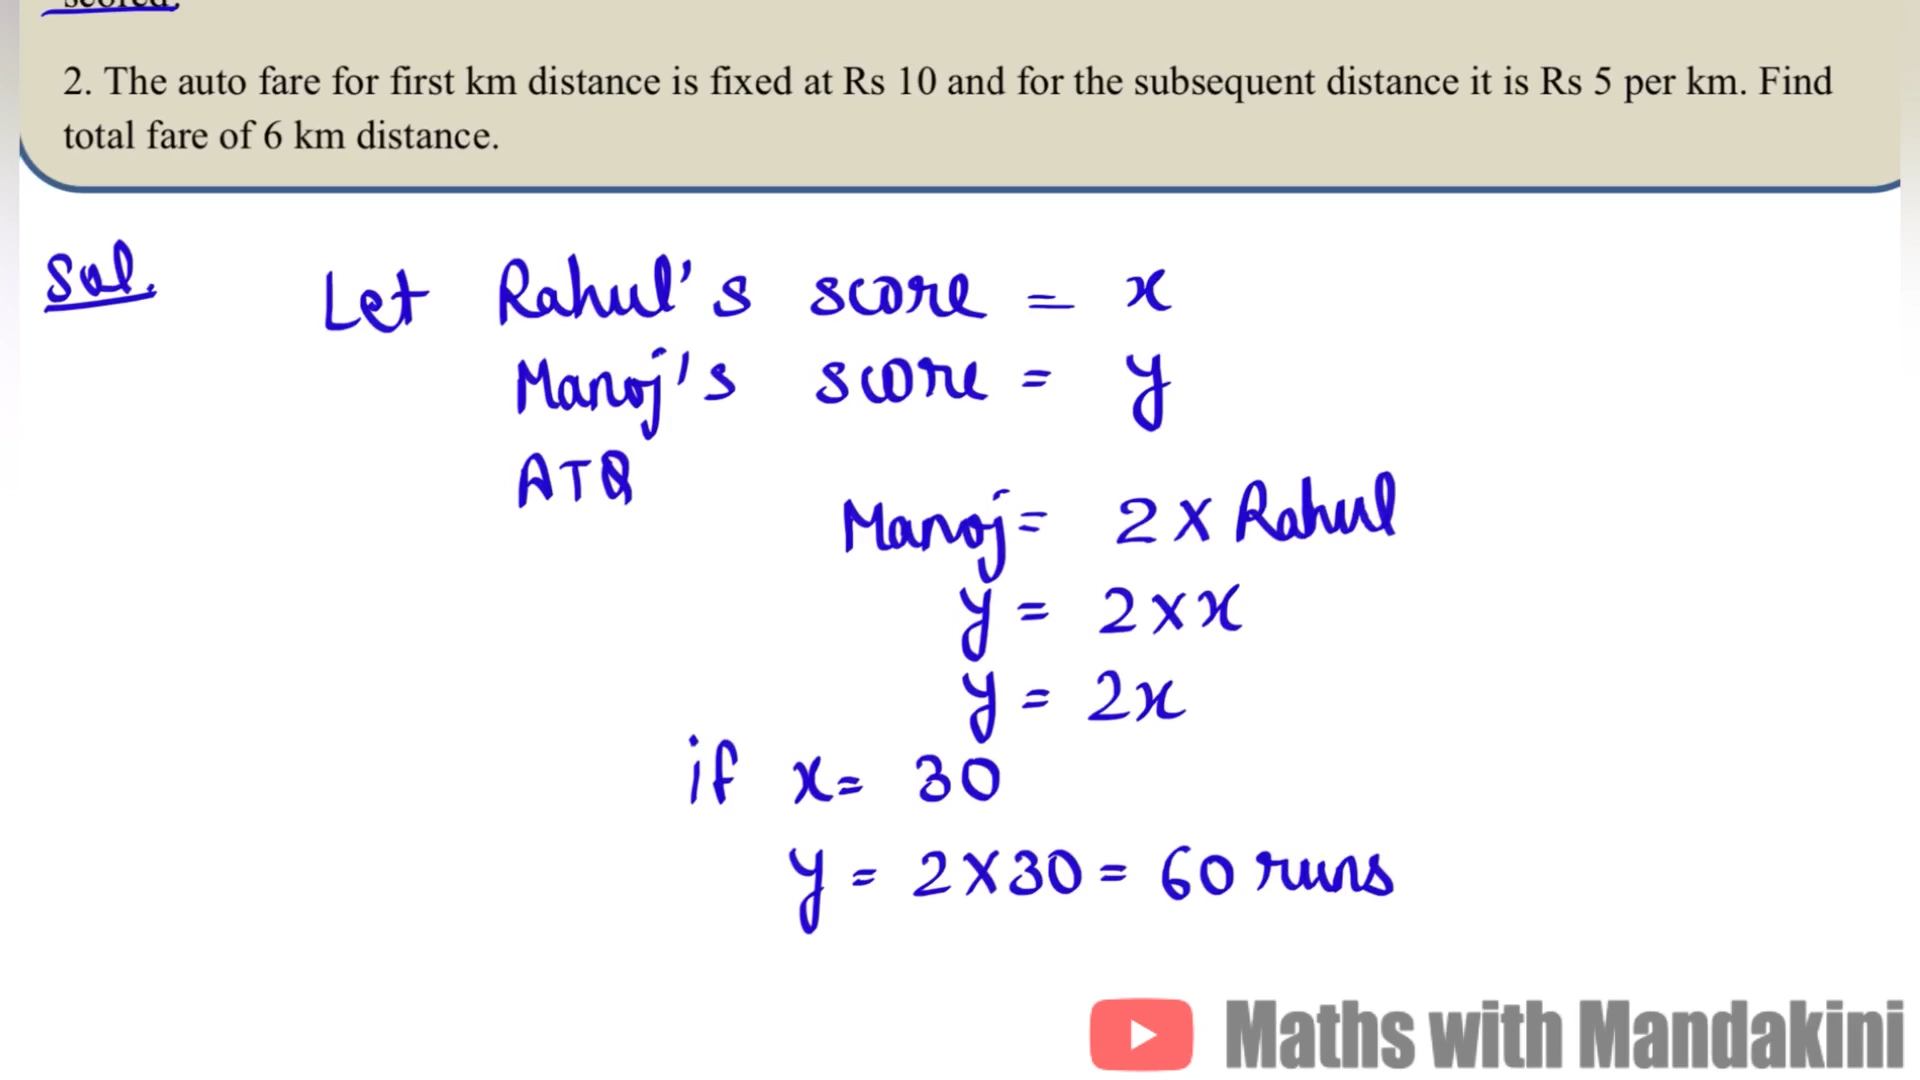 scored.
2. The auto fare for first km distance is fixed at Rs 10 and for the subsequent distance it is Rs 5 per km. Find
total fare of 6 km distance.
Sol.
Let Rahul's score = x
Manoj's score = y
ATQ
Manoj = 2 × Rahul
y = 2 × x
y = 2x
if x = 30
y = 2 × 30 = 60 runs
Maths with Mandakini